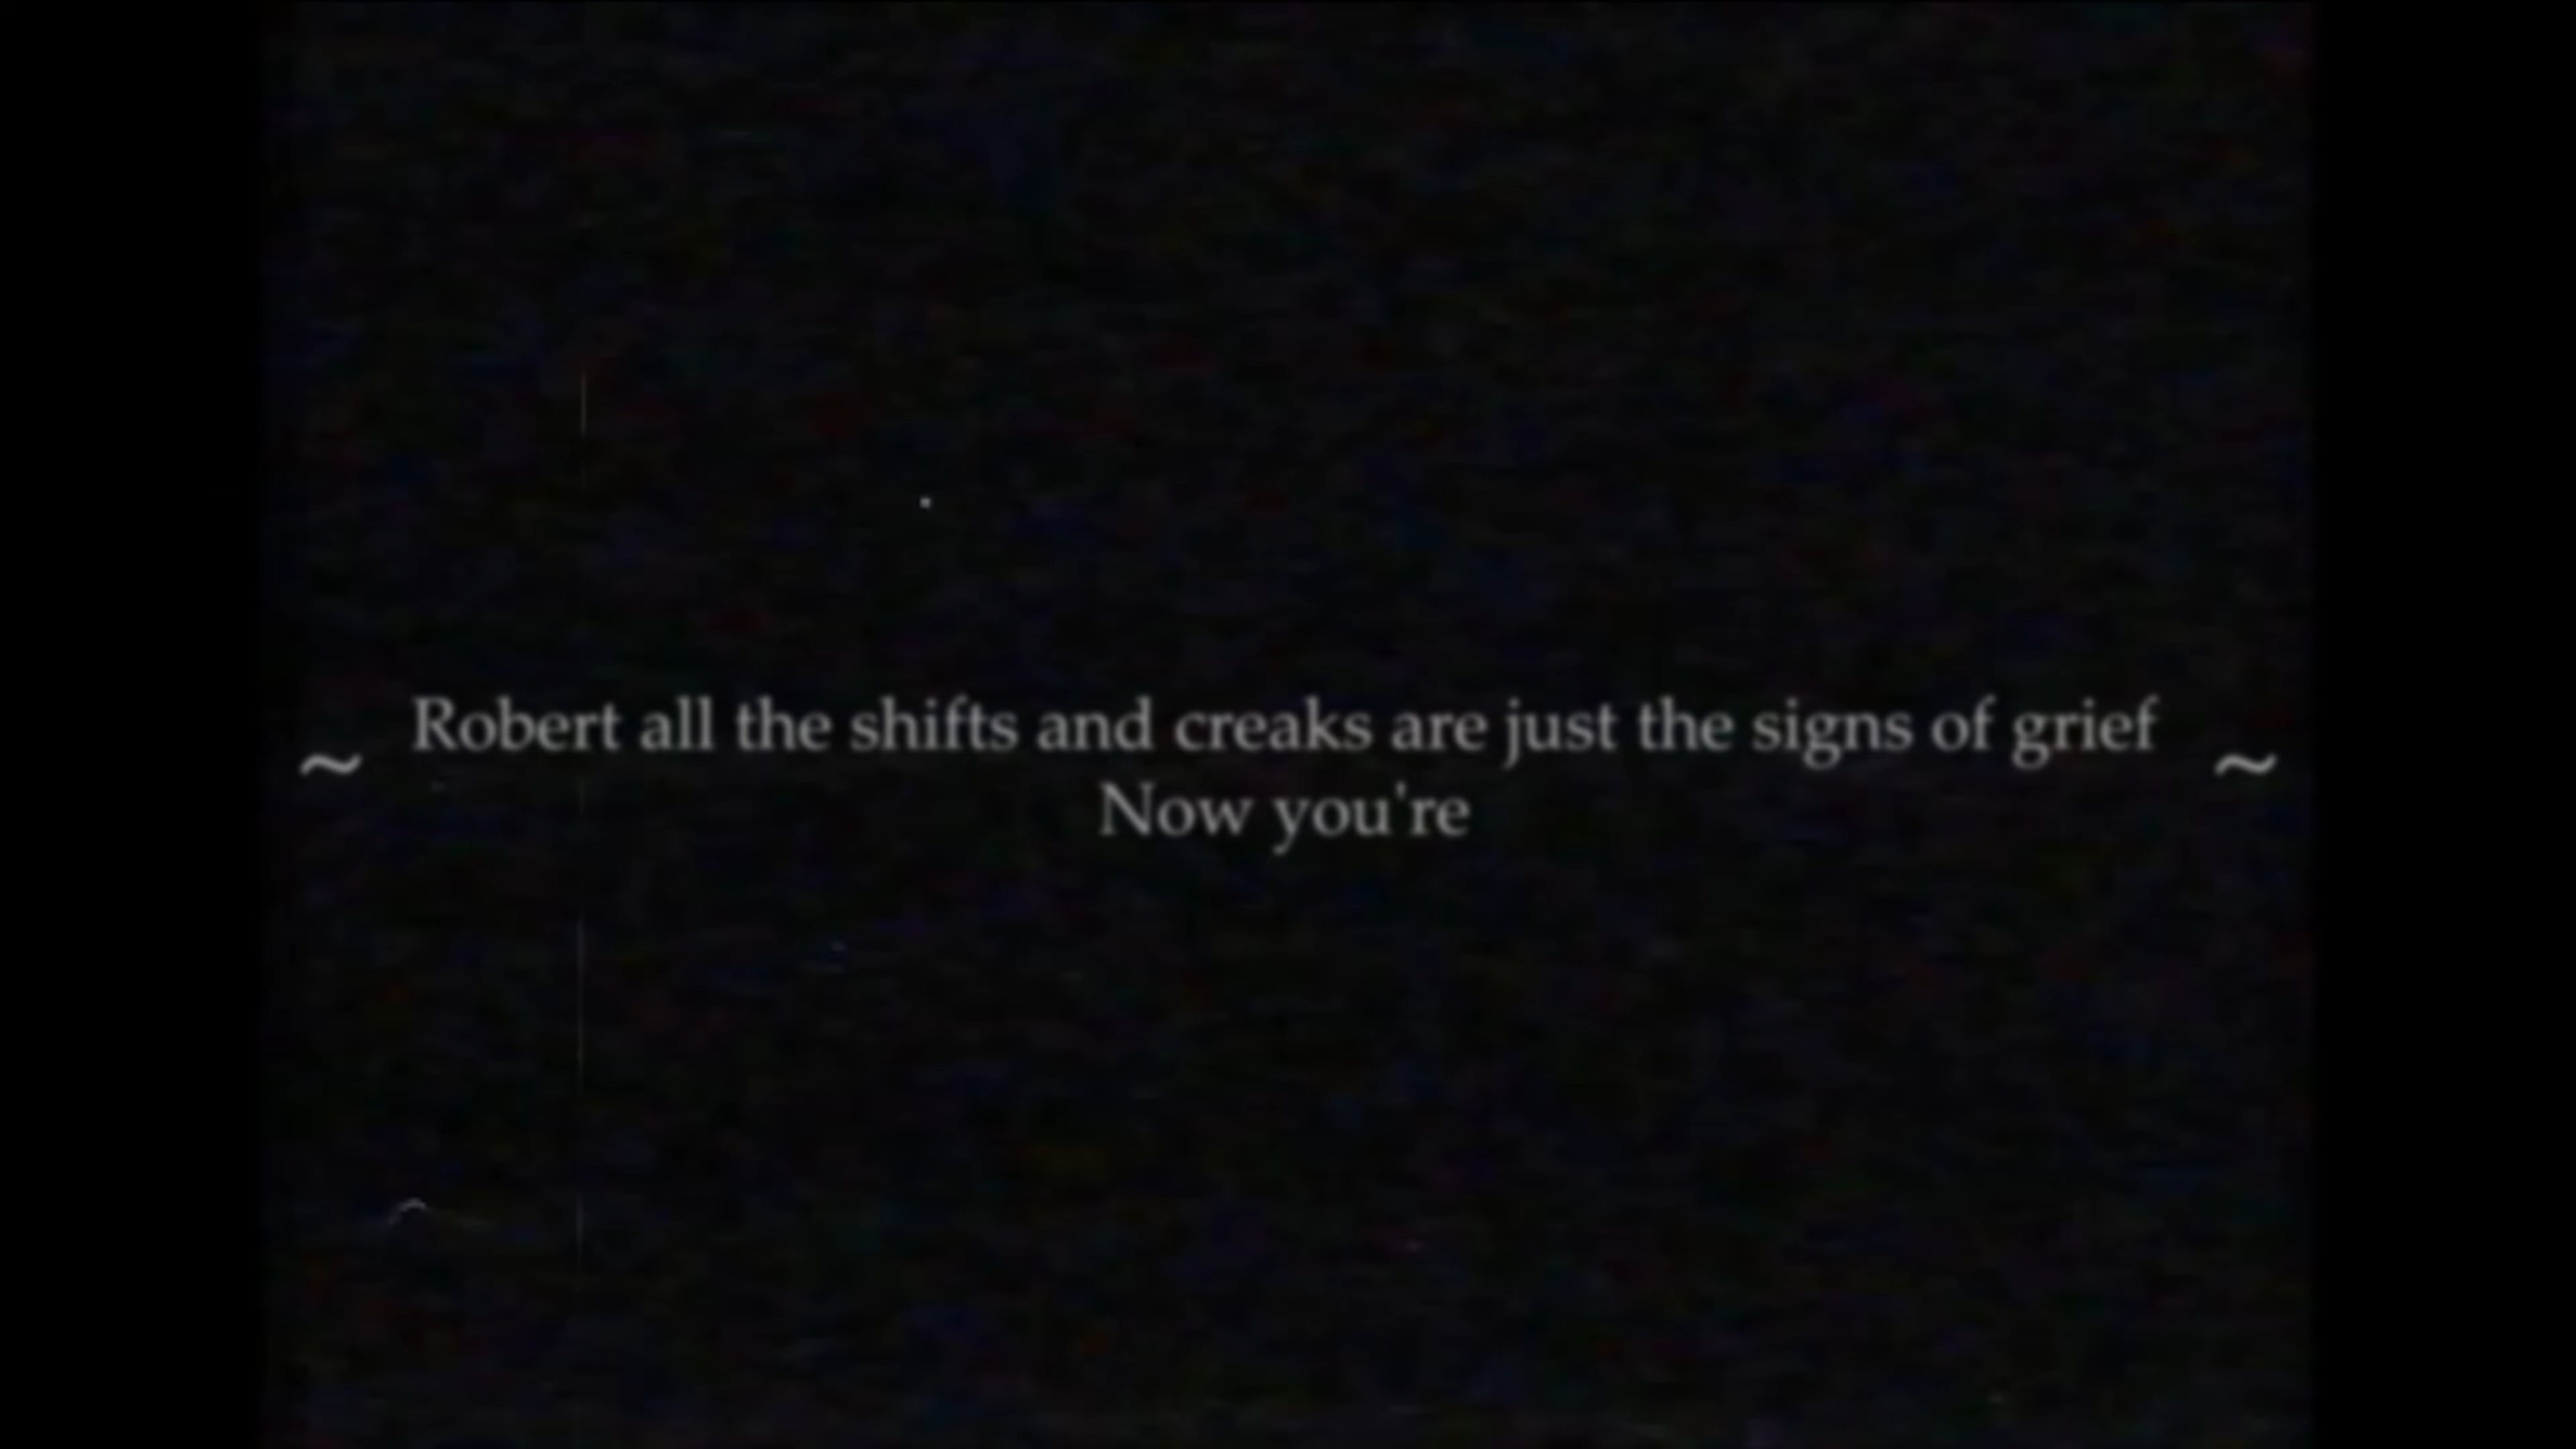 ~ Robert all the shifts and creaks are just the signs of grief ~
Now you're